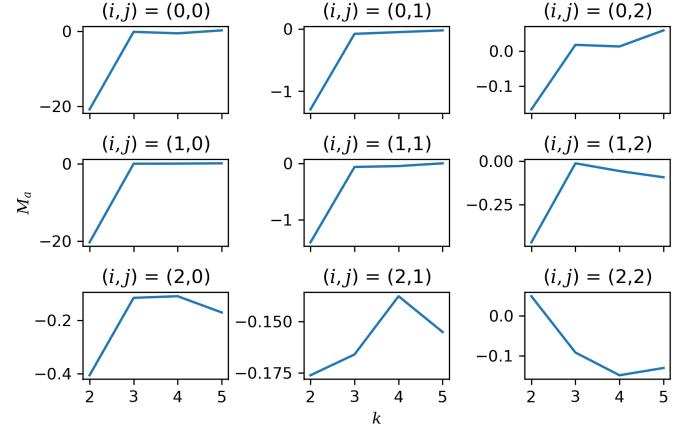 (i, j) = (0,0) (i, j) = (0,1) (i, j) = (0,2)
0 0 0.0
−20 −1 −0.1
(i, j) = (1,0) (i, j) = (1,1) (i, j) = (1,2)
0 0 0.00
−20 −1 −0.25
M_a
(i, j) = (2,0) (i, j) = (2,1) (i, j) = (2,2)
−0.2 −0.150 0.0
−0.4 −0.175 −0.1
2 3 4 5 2 3 4 5 2 3 4 5
k